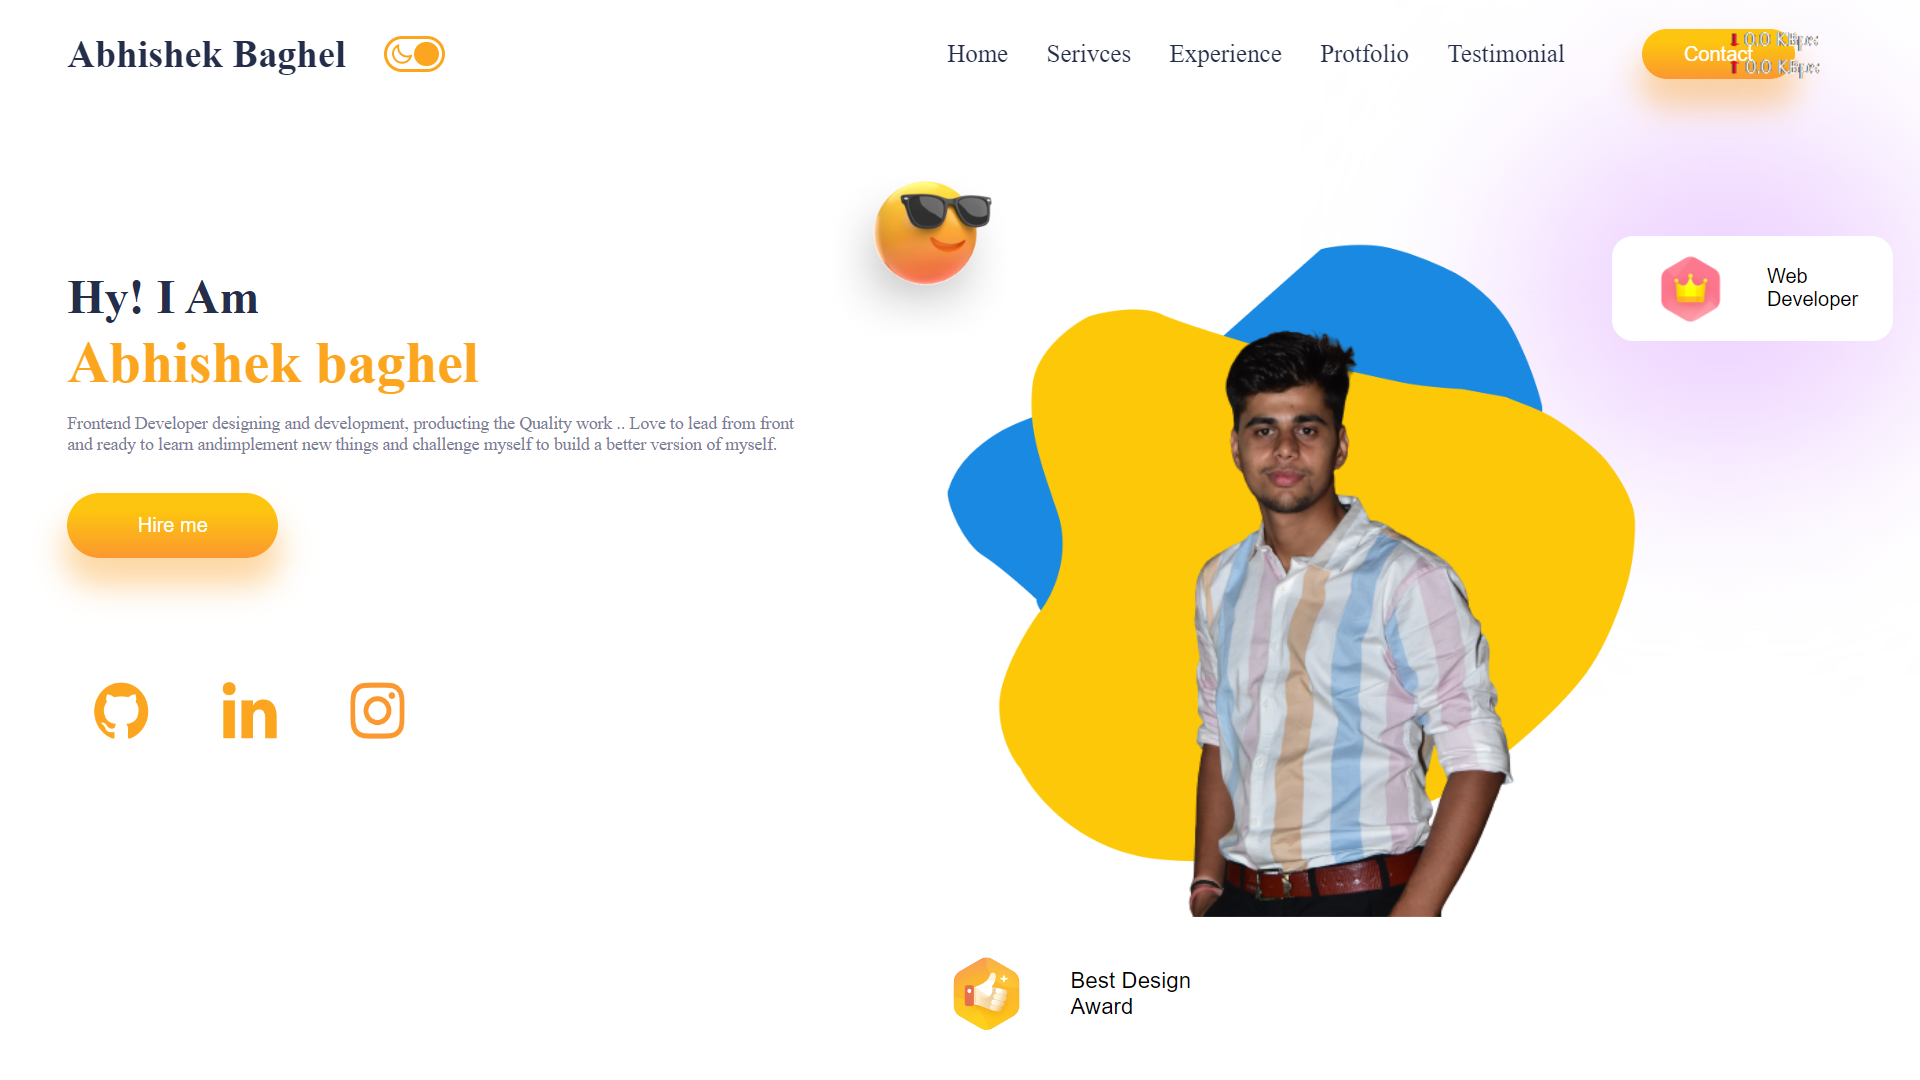 Abhishek Baghel
Home Serivces Experience Protfolio Testimonial
Contact
0.0 KBps
0.0 KBps
Hy! I Am
Abhishek baghel
Frontend Developer designing and development, producting the Quality work .. Love to lead from front
and ready to learn andimplement new things and challenge myself to build a better version of myself.
Hire me
Web
Developer
Best Design
Award